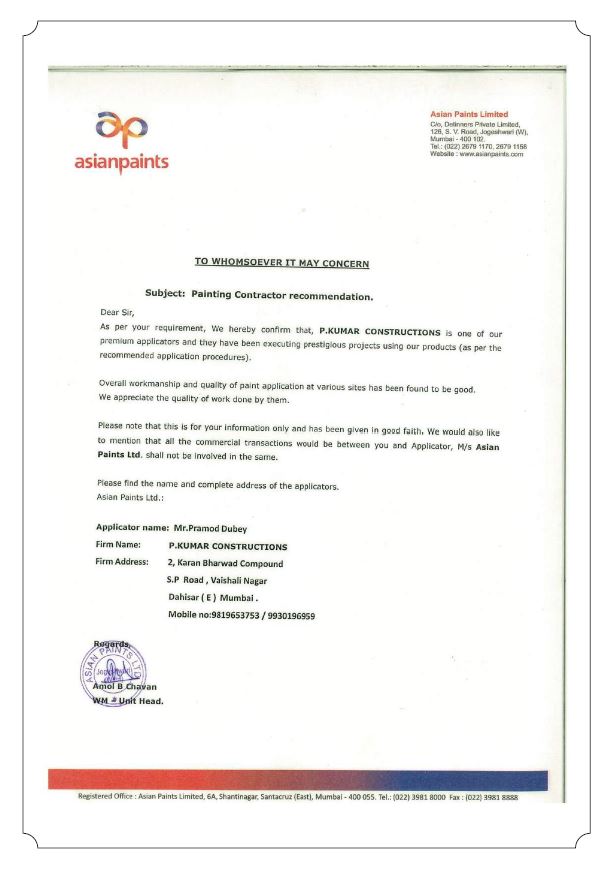 asianpaints
Asian Paints Limited
C/o, Delinners Private Limited,
126, S. V. Road, Jogeshwari (W),
Mumbai - 400 102.
Tel.: (022) 2679 1170, 2679 1158
Website : www.asianpaints.com
TO WHOMSOEVER IT MAY CONCERN
Subject: Painting Contractor recommendation.
Dear Sir,
As per your requirement, We hereby confirm that, P.KUMAR CONSTRUCTIONS is one of our
premium applicators and they have been executing prestigious projects using our products (as per the
recommended application procedures).
Overall workmanship and quality of paint application at various sites has been found to be good.
We appreciate the quality of work done by them.
Please note that this is for your information only and has been given in good faith. We would also like
to mention that all the commercial transactions would be between you and Applicator, M/s Asian
Paints Ltd. shall not be involved in the same.
Please find the name and complete address of the applicators.
Asian Paints Ltd.:
Applicator name: Mr.Pramod Dubey
Firm Name: P.KUMAR CONSTRUCTIONS
Firm Address: 2, Karan Bharwad Compound
S.P Road , Vaishali Nagar
Dahisar ( E ) Mumbai .
Mobile no:9819653753 / 9930196959
Regards,
ASIAN PAINTS LTD
Amol B Chavan
WM - Unit Head.
Registered Office : Asian Paints Limited, 6A, Shantinagar, Santacruz (East), Mumbai - 400 055. Tel.: (022) 3981 8000 Fax : (022) 3981 8888